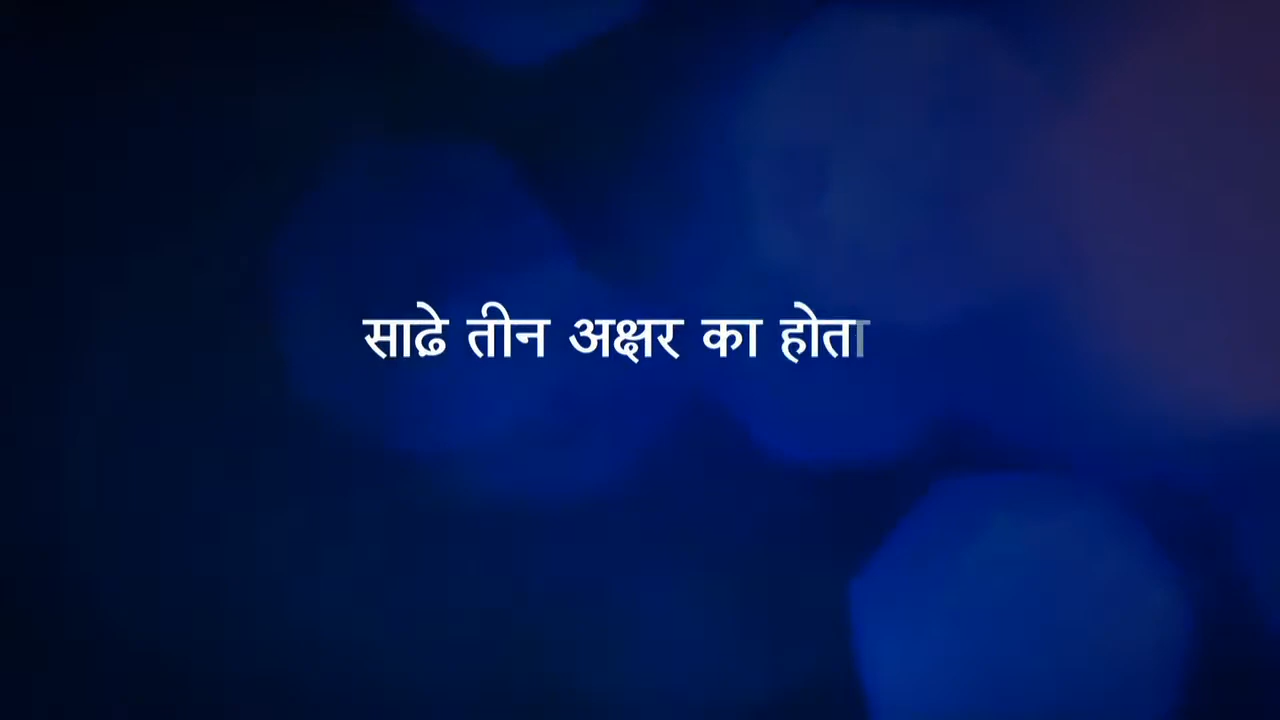 साढे तीन अक्षर का होता